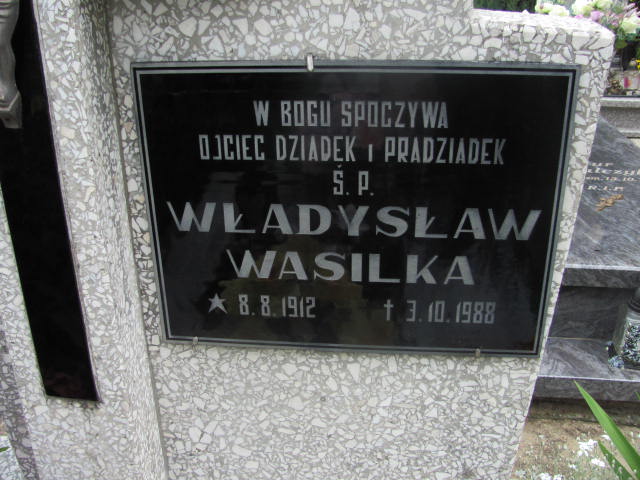 W BOGU SPOCZYWA
OJCIEC DZIADEK i PRADZIADEK
Ś. P.
WŁADYSŁAW
WASILKA
★ 8. 8. 1912 † 3. 10. 1988
R.I.P.